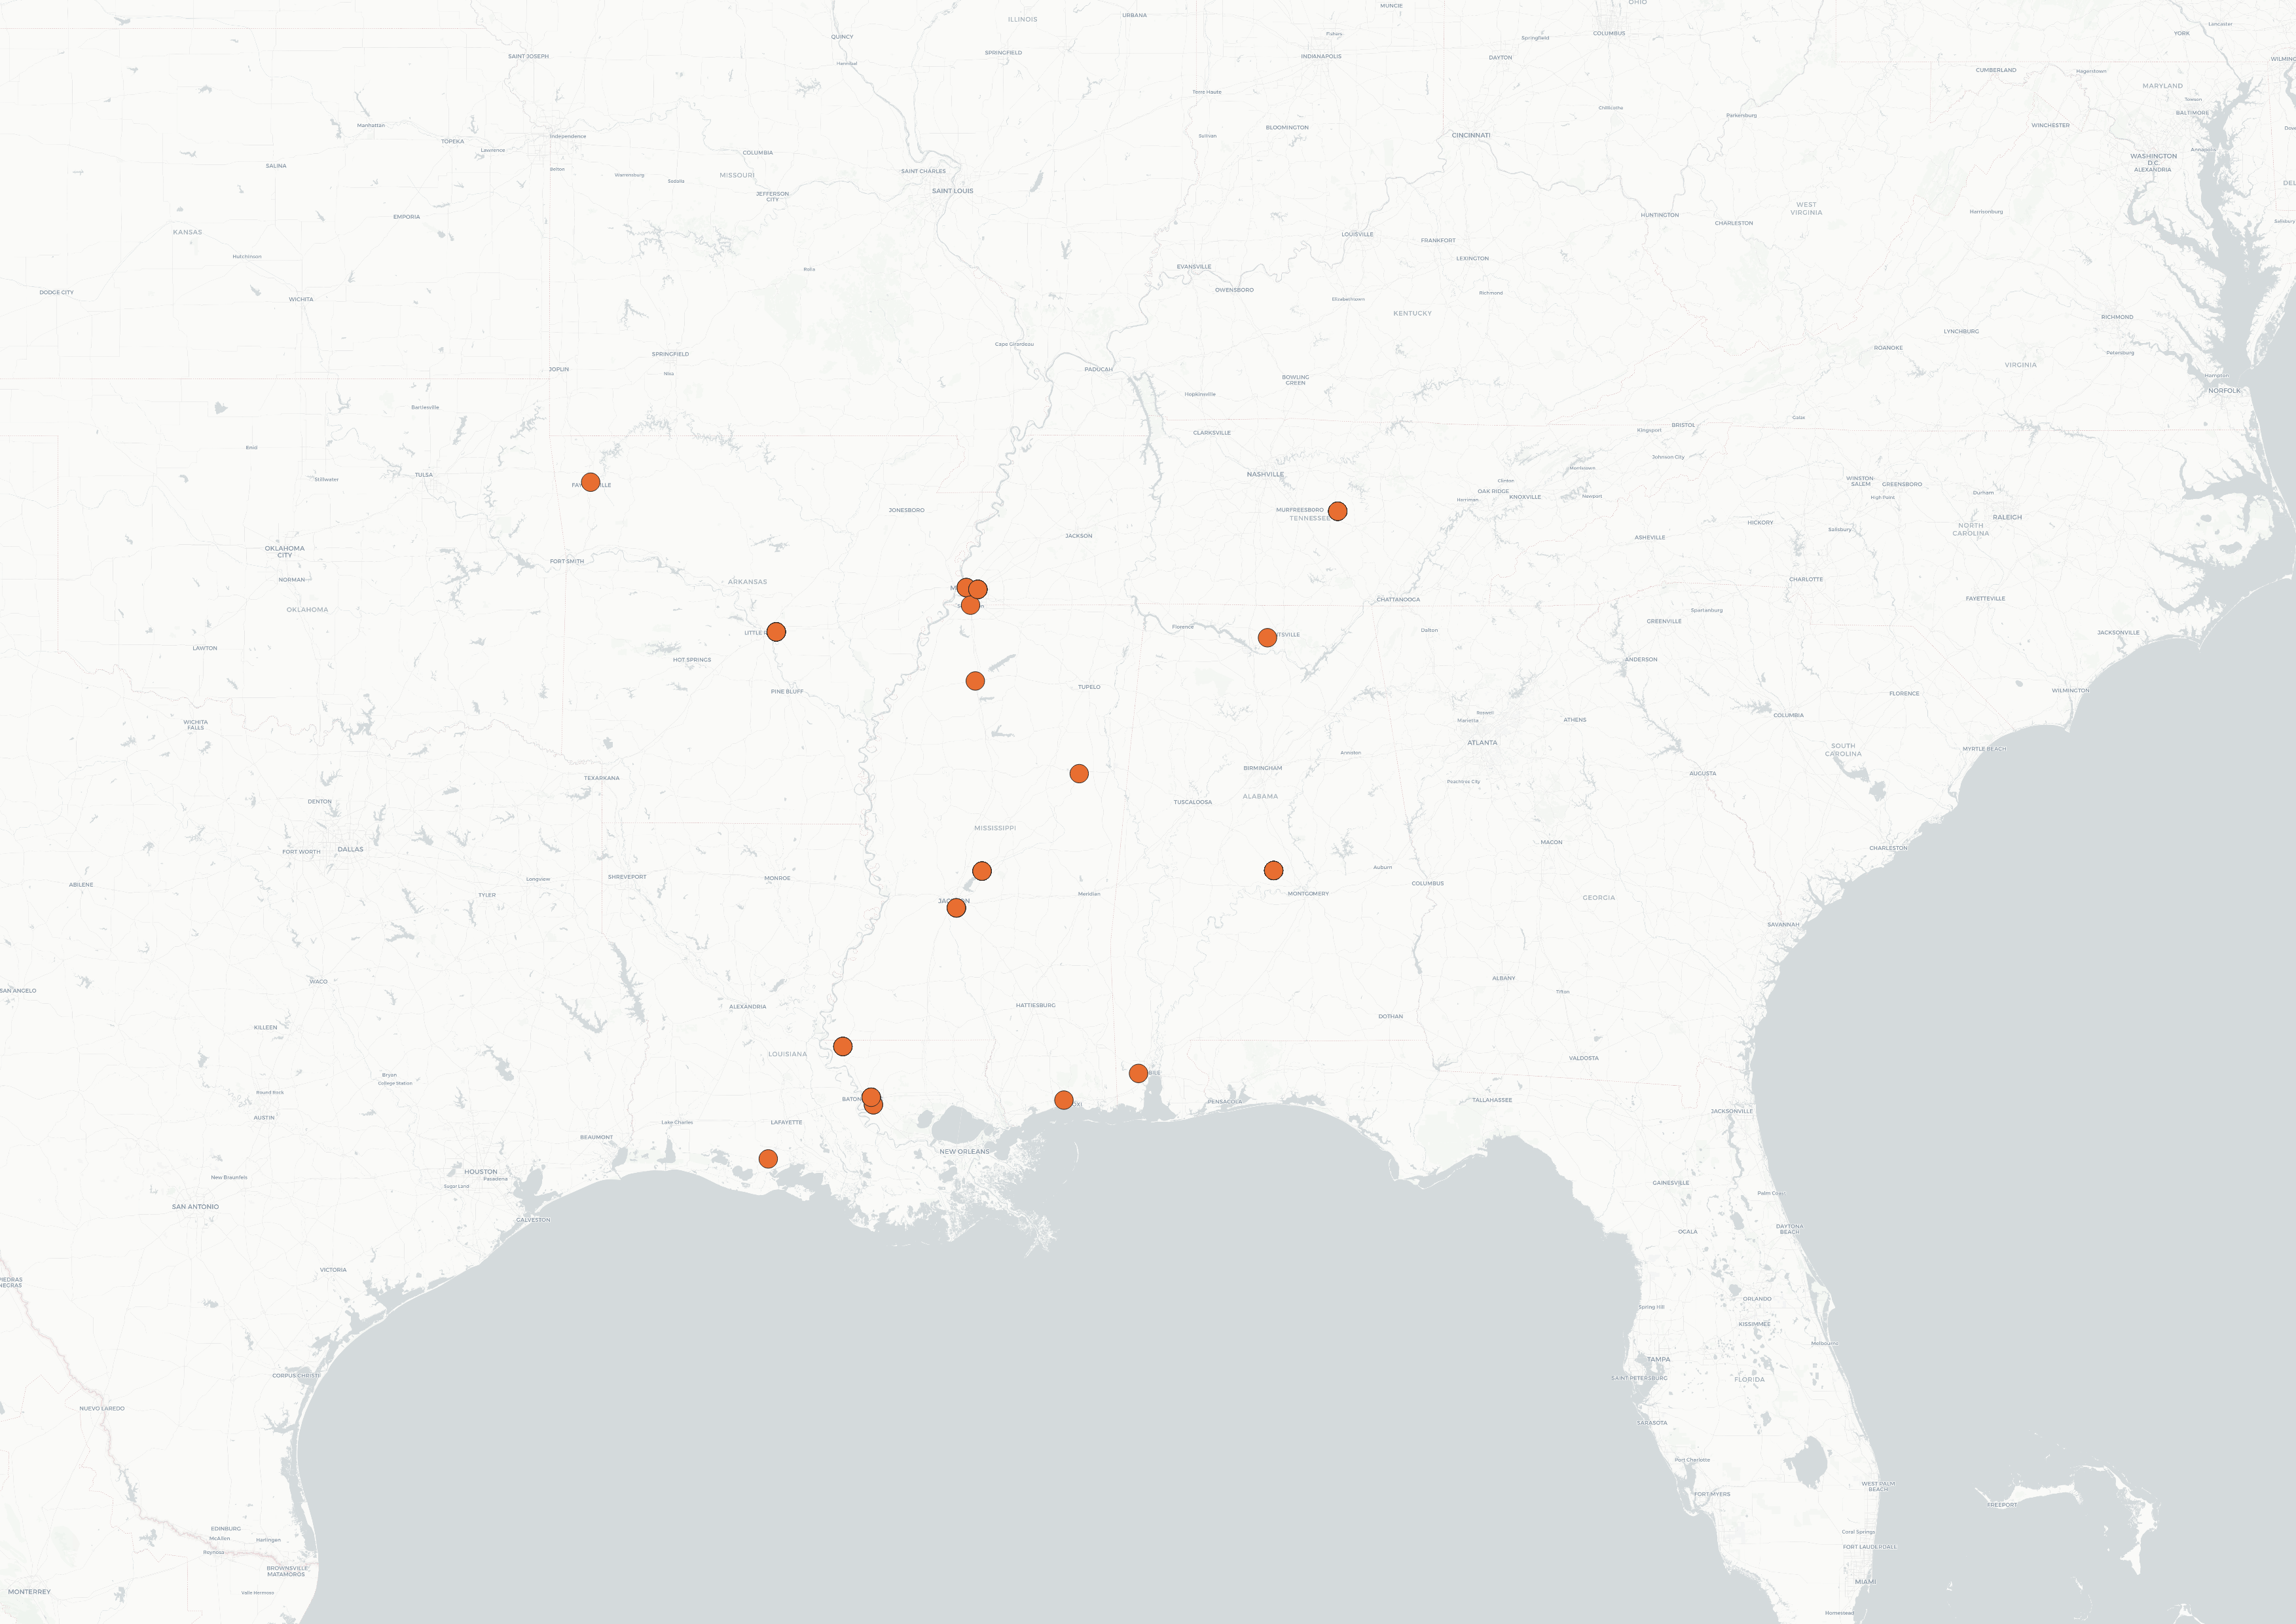 MUNCIE
OHIO
ILLINOIS
URBANA
Lancaster
QUINCY
Fishers
Springfield
COLUMBUS
YORK
SAINT JOSEPH
SPRINGFIELD
INDIANAPOLIS
DAYTON
WILMING
Hannibal
CUMBERLAND
Hagerstown
MARYLAND
Terre Haute
Towson
Chillicothe
BALTIMORE
Parkersburg
Manhattan
BLOOMINGTON
WINCHESTER
Independence
Sullivan
CINCINNATI
TOPEKA
Lawrence
COLUMBIA
WASHINGTON
D.C.
ALEXANDRIA
SALINA
Belton
Warrensburg
Sedalia
MISSOURI
SAINT CHARLES
DEL
JEFFERSON
CITY
SAINT LOUIS
WEST
VIRGINIA
EMPORIA
HUNTINGTON
CHARLESTON
Harrisonburg
Salisbury
KANSAS
LOUISVILLE
FRANKFORT
Hutchinson
LEXINGTON
Rolla
EVANSVILLE
DODGE CITY
WICHITA
OWENSBORO
Elizabethtown
Richmond
KENTUCKY
RICHMOND
LYNCHBURG
Cape Girardeau
ROANOKE
Petersburg
SPRINGFIELD
JOPLIN
Nixa
PADUCAH
VIRGINIA
BOWLING
GREEN
Hampton
NORFOLK
Hopkinsville
Bartlesville
Galax
CLARKSVILLE
Kingsport
BRISTOL
Enid
Johnson City
TULSA
Stillwater
NASHVILLE
Morristown
WINSTON
SALEM
GREENSBORO
Clinton
OAK RIDGE
KNOXVILLE
Newport
Harriman
High Point
Durham
JONESBORO
MURFREESBORO
TENNESSEE
RALEIGH
HICKORY
Salisbury
NORTH
CAROLINA
JACKSON
ASHEVILLE
OKLAHOMA
CITY
FORT SMITH
NORMAN
ARKANSAS
CHARLOTTE
CHATTANOOGA
FAYETTEVILLE
OKLAHOMA
Spartanburg
GREENVILLE
Florence
Dalton
JACKSONVILLE
LAWTON
HOT SPRINGS
ANDERSON
PINE BLUFF
TUPELO
FLORENCE
WILMINGTON
WICHITA
FALLS
Roswell
Marietta
ATHENS
COLUMBIA
ATLANTA
SOUTH
CAROLINA
MYRTLE BEACH
Anniston
BIRMINGHAM
TEXARKANA
Peachtree City
AUGUSTA
DENTON
TUSCALOOSA
ALABAMA
MISSISSIPPI
FORT WORTH
DALLAS
MACON
CHARLESTON
Auburn
ABILENE
Longview
SHREVEPORT
MONROE
COLUMBUS
TYLER
Meridian
MONTGOMERY
GEORGIA
SAVANNAH
WACO
ALBANY
SAN ANGELO
Tifton
ALEXANDRIA
HATTIESBURG
DOTHAN
KILLEEN
LOUISIANA
VALDOSTA
Bryan
College Station
Round Rock
BATON
PENSACOLA
TALLAHASSEE
JACKSONVILLE
AUSTIN
Lake Charles
LAFAYETTE
BEAUMONT
NEW ORLEANS
HOUSTON
New Braunfels
Pasadena
Sugar Land
GAINESVILLE
Palm Coast
SAN ANTONIO
GALVESTON
DAYTONA
BEACH
OCALA
VICTORIA
PIEDRAS
NEGRAS
ORLANDO
Spring Hill
KISSIMMEE
Melbourne
TAMPA
CORPUS CHRISTI
SAINT PETERSBURG
FLORIDA
NUEVO LAREDO
SARASOTA
Port Charlotte
WEST PALM
BEACH
FORT MYERS
FREEPORT
EDINBURG
McAllen
Harlingen
Coral Springs
Reynosa
FORT LAUDERDALE
BROWNSVILLE
MATAMOROS
MONTERREY
Valle Hermoso
MIAMI
Homestead